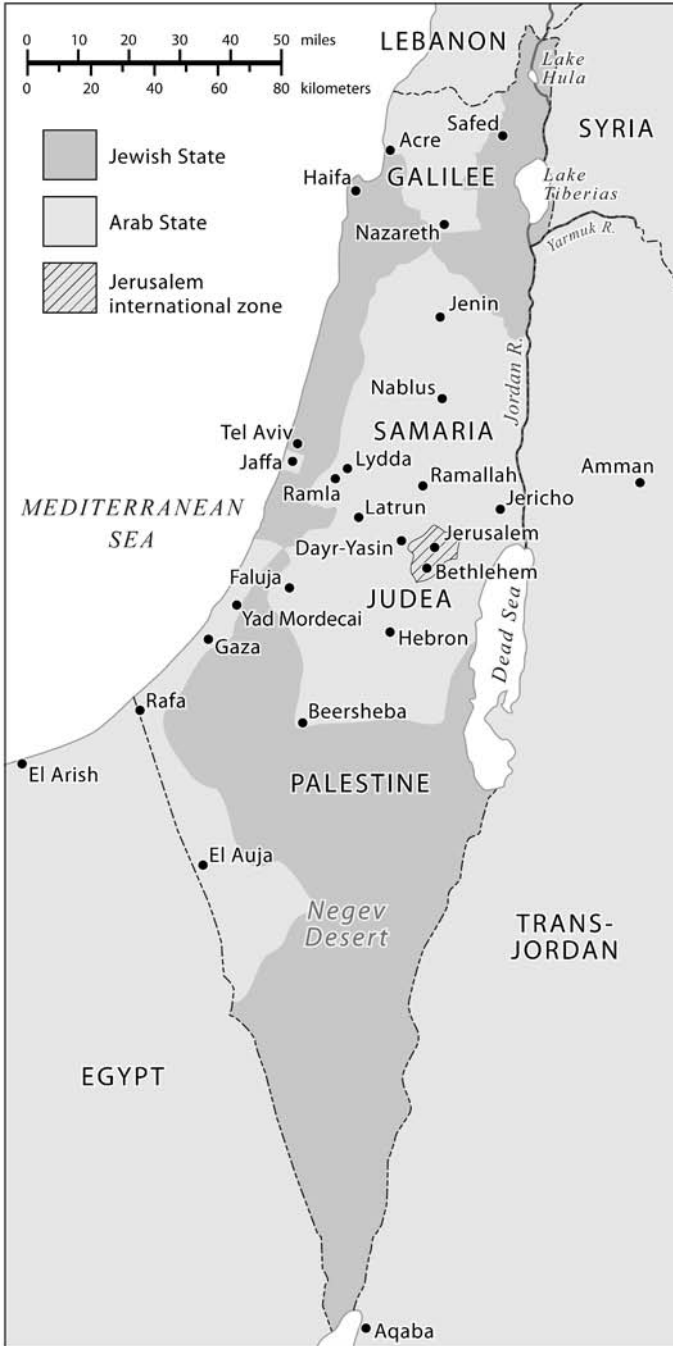 0 10 20 30 40 50 miles
0 20 40 60 80 kilometers
Jewish State
Arab State
Jerusalem
international zone
LEBANON
Lake
Hula
SYRIA
Safed
Acre
GALILEE
Haifa
Lake
Tiberias
Nazareth
Yarmuk R.
Jenin
Jordan R.
Nablus
Tel Aviv
SAMARIA
Jaffa
Lydda
Amman
Ramla
Ramallah
Jericho
MEDITERRANEAN
SEA
Latrun
Dayr-Yasin
Jerusalem
Bethlehem
Faluja
JUDEA
Yad Mordecai
Dead Sea
Gaza
Hebron
Rafa
Beersheba
El Arish
PALESTINE
El Auja
Negev
Desert
TRANS-
JORDAN
EGYPT
Aqaba